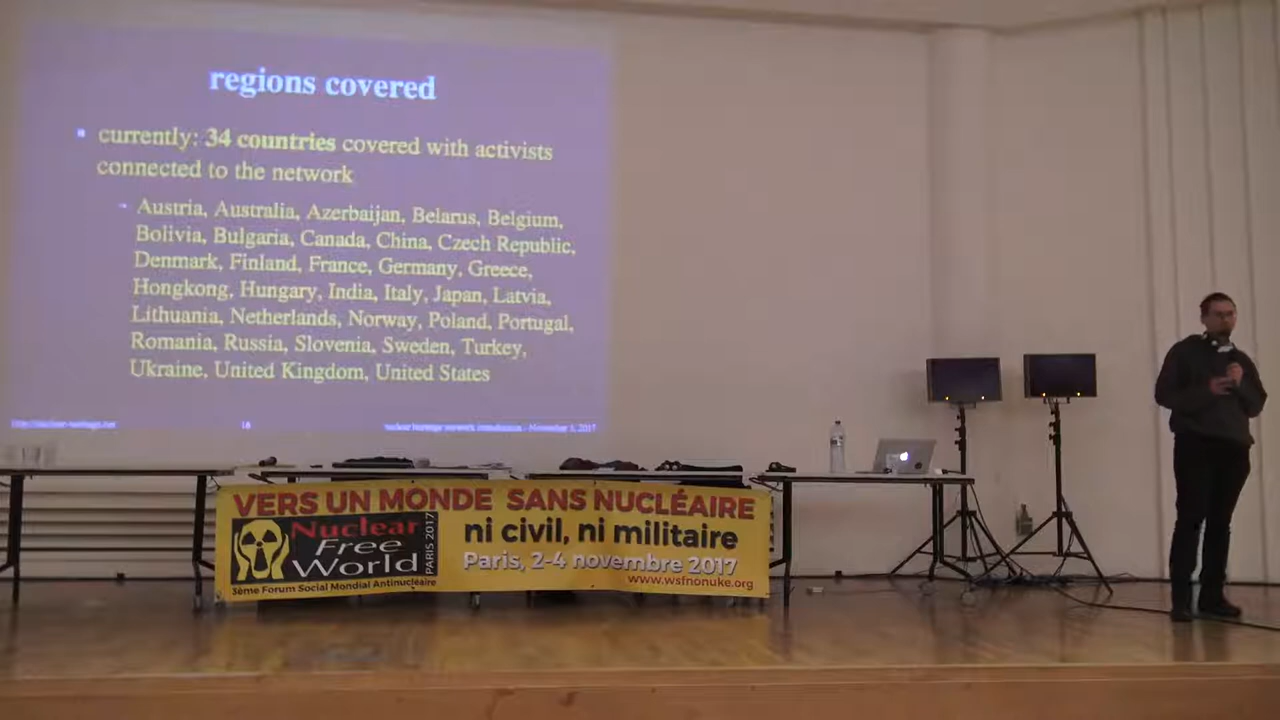 regions covered
currently: 34 countries covered with activists
connected to the network
Austria, Australia, Azerbaijan, Belarus, Belgium,
Bolivia, Bulgaria, Canada, China, Czech Republic,
Denmark, Finland, France, Germany, Greece,
Hongkong, Hungary, India, Italy, Japan, Latvia,
Lithuania, Netherlands, Norway, Poland, Portugal,
Romania, Russia, Slovenia, Sweden, Turkey,
Ukraine, United Kingdom, United States
18
November 3, 2017
VERS UN MONDE SANS NUCLÉAIRE
ni civil, ni militaire
Paris, 2-4 novembre 2017
www.wsfnonuke.org
Nuclear
Free
World
PARIS 2017
3ème Forum Social Mondial Antinucléaire